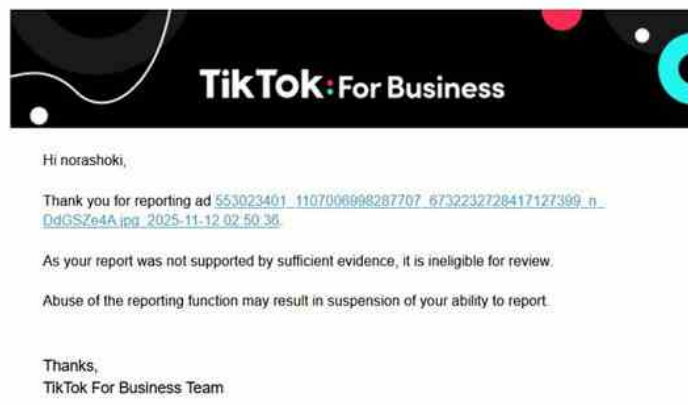 TikTok: For Business
Hi norashoki,
Thank you for reporting ad 553023401_1107006998287707_6732232728417127399_n_
DdGSZe4A.jpg_2025-11-12 02:50:36.
As your report was not supported by sufficient evidence, it is ineligible for review.
Abuse of the reporting function may result in suspension of your ability to report.
Thanks,
TikTok For Business Team